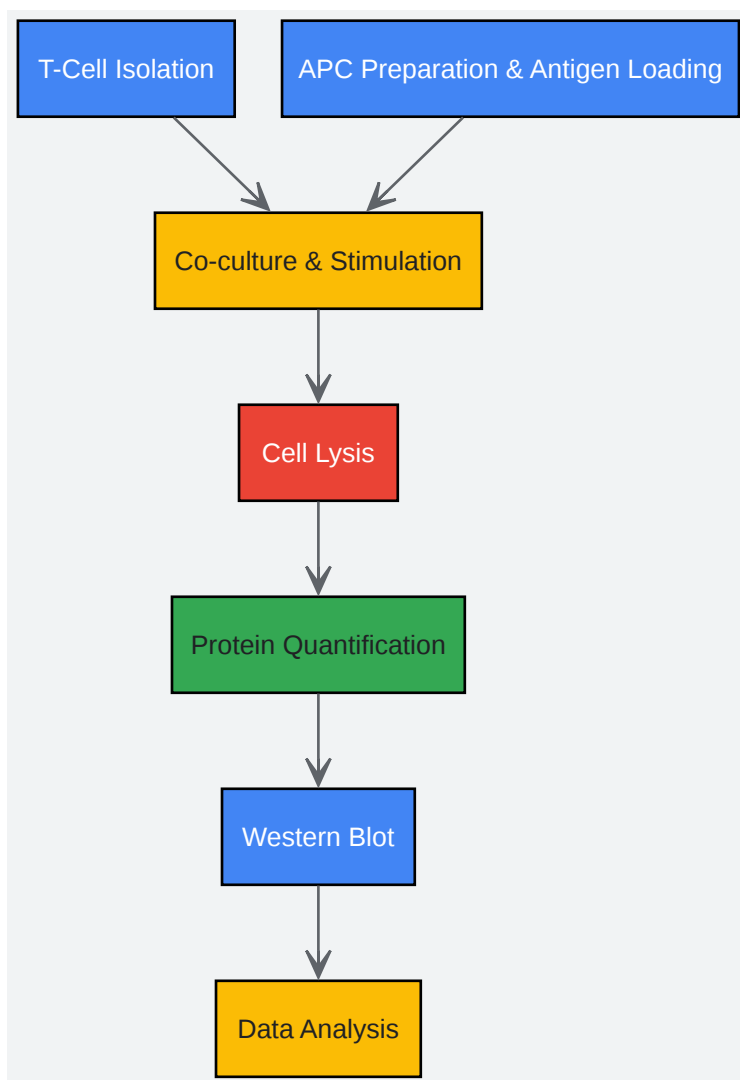 T-Cell Isolation
APC Preparation & Antigen Loading
Co-culture & Stimulation
Cell Lysis
Protein Quantification
Western Blot
Data Analysis